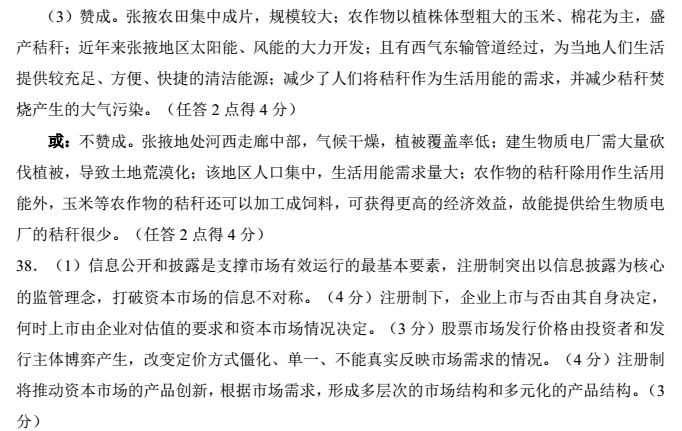 （3）赞成。张掖农田集中成片，规模较大；农作物以植株体型粗大的玉米、棉花为主，盛
产秸秆；近年来张掖地区太阳能、风能的大力开发；且有西气东输管道经过，为当地人们生活
提供较充足、方便、快捷的清洁能源；减少了人们将秸秆作为生活用能的需求，并减少秸秆焚
烧产生的大气污染。（任答 2 点得 4 分）
或：不赞成。张掖地处河西走廊中部，气候干燥，植被覆盖率低；建生物质电厂需大量砍
伐植被，导致土地荒漠化；该地区人口集中，生活用能需求量大；农作物的秸秆除用作生活用
能外，玉米等农作物的秸秆还可以加工成饲料，可获得更高的经济效益，故能提供给生物质电
厂的秸秆很少。（任答 2 点得 4 分）
38．（1）信息公开和披露是支撑市场有效运行的最基本要素，注册制突出以信息披露为核心
的监管理念，打破资本市场的信息不对称。（4 分）注册制下，企业上市与否由其自身决定，
何时上市由企业对估值的要求和资本市场情况决定。（3 分）股票市场发行价格由投资者和发
行主体博弈产生，改变定价方式僵化、单一、不能真实反映市场需求的情况。（4 分）注册制
将推动资本市场的产品创新，根据市场需求，形成多层次的市场结构和多元化的产品结构。（3
分）